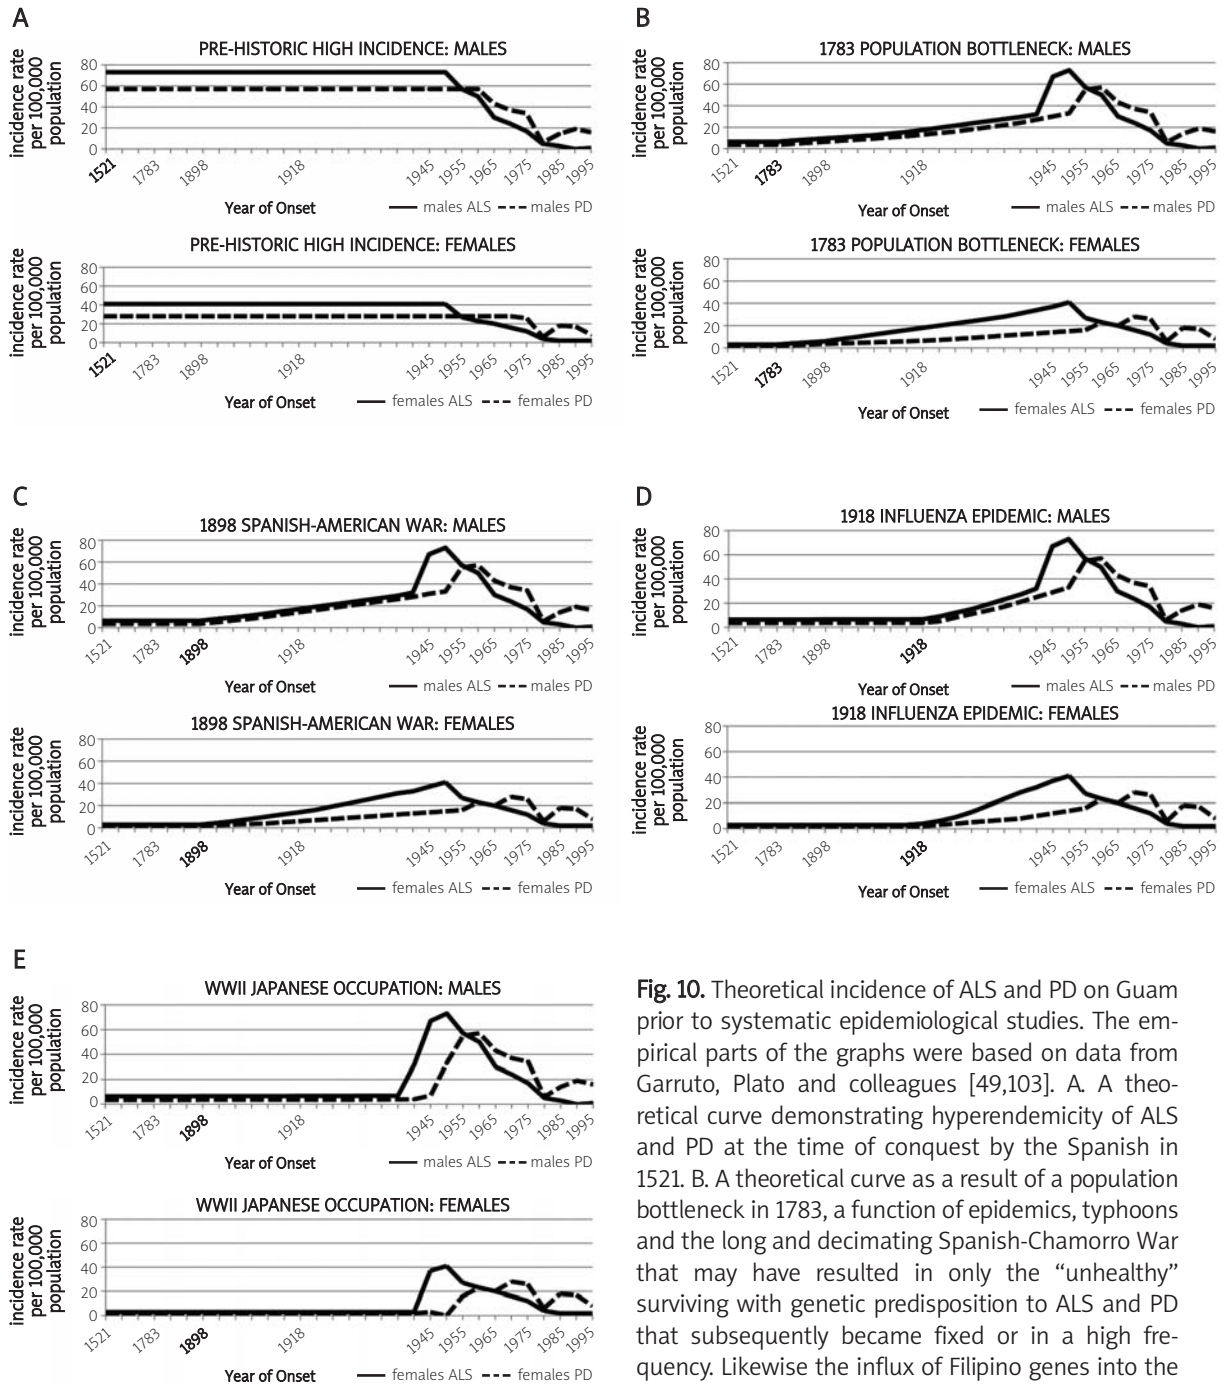 A
PRE-HISTORIC HIGH INCIDENCE: MALES
incidence rate
per 100,000
population
80
60
40
20
0
1521 1783 1898 1918 1945 1955 1965 1975 1985 1995
Year of Onset
males ALS males PD
PRE-HISTORIC HIGH INCIDENCE: FEMALES
incidence rate
per 100,000
population
80
60
40
20
0
1521 1783 1898 1918 1945 1955 1965 1975 1985 1995
Year of Onset
females ALS females PD
B
1783 POPULATION BOTTLENECK: MALES
incidence rate
per 100,000
population
80
60
40
20
0
1521 1783 1898 1918 1945 1955 1965 1975 1985 1995
Year of Onset
males ALS males PD
1783 POPULATION BOTTLENECK: FEMALES
incidence rate
per 100,000
population
80
60
40
20
0
1521 1783 1898 1918 1945 1955 1965 1975 1985 1995
Year of Onset
females ALS females PD
C
1898 SPANISH-AMERICAN WAR: MALES
incidence rate
per 100,000
population
80
60
40
20
0
1521 1783 1898 1918 1945 1955 1965 1975 1985 1995
Year of Onset
males ALS males PD
1898 SPANISH-AMERICAN WAR: FEMALES
incidence rate
per 100,000
population
80
60
40
20
0
1521 1783 1898 1918 1945 1955 1965 1975 1985 1995
Year of Onset
females ALS females PD
D
1918 INFLUENZA EPIDEMIC: MALES
incidence rate
per 100,000
population
80
60
40
20
0
1521 1783 1898 1918 1945 1955 1965 1975 1985 1995
Year of Onset
males ALS males PD
1918 INFLUENZA EPIDEMIC: FEMALES
incidence rate
per 100,000
population
80
60
40
20
0
1521 1783 1898 1918 1945 1955 1965 1975 1985 1995
Year of Onset
females ALS females PD
E
WWII JAPANESE OCCUPATION: MALES
incidence rate
per 100,000
population
80
60
40
20
0
1521 1783 1898 1918 1945 1955 1965 1975 1985 1995
Year of Onset
males ALS males PD
WWII JAPANESE OCCUPATION: FEMALES
incidence rate
per 100,000
population
80
60
40
20
0
1521 1783 1898 1918 1945 1955 1965 1975 1985 1995
Year of Onset
females ALS females PD
Fig. 10. Theoretical incidence of ALS and PD on Guam
prior to systematic epidemiological studies. The em-
pirical parts of the graphs were based on data from
Garruto, Plato and colleagues [49,103]. A. A theo-
retical curve demonstrating hyperendemicity of ALS
and PD at the time of conquest by the Spanish in
1521. B. A theoretical curve as a result of a population
bottleneck in 1783, a function of epidemics, typhoons
and the long and decimating Spanish-Chamorro War
that may have resulted in only the “unhealthy”
surviving with genetic predisposition to ALS and PD
that subsequently became fixed or in a high fre-
quency. Likewise the influx of Filipino genes into the